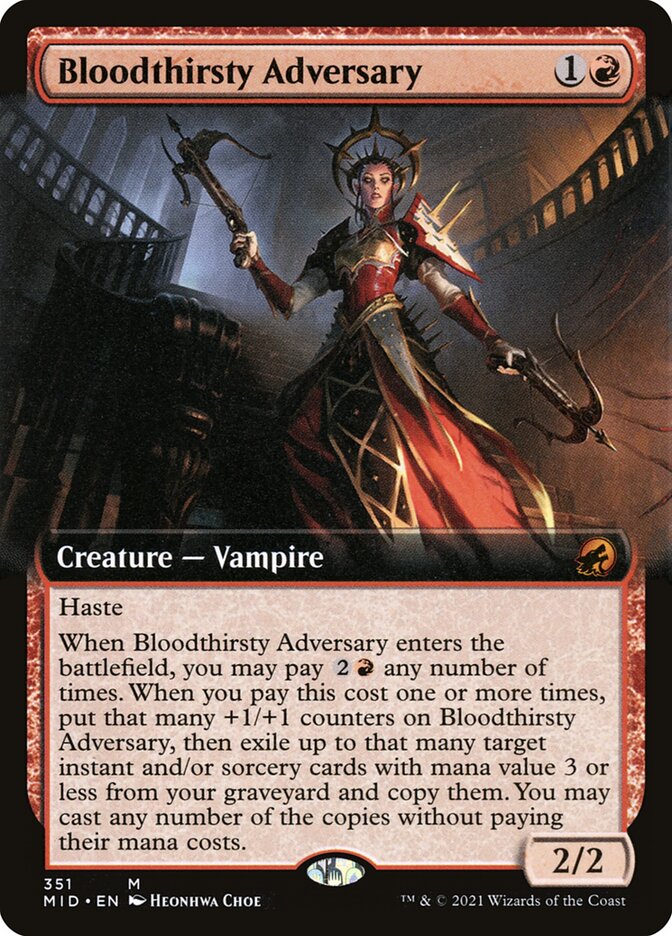 Bloodthirsty Adversary 1
Creature — Vampire
Haste
When Bloodthirsty Adversary enters the
battlefield, you may pay 2 any number of
times. When you pay this cost one or more times,
put that many +1/+1 counters on Bloodthirsty
Adversary, then exile up to that many target
instant and/or sorcery cards with mana value 3 or
less from your graveyard and copy them. You may
cast any number of the copies without paying
their mana costs.
2/2
351 M
MID • EN Heonhwa Choe
™ & © 2021 Wizards of the Coast